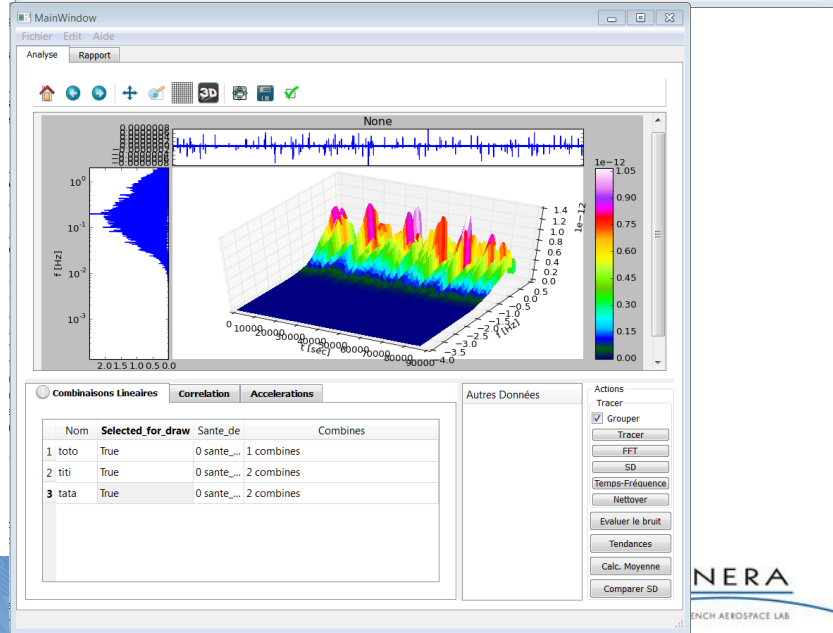 MainWindow
Fichier Edit Aide
Analyse Rapport
3D
None
0.0000008
-0.0000008
10^0
10^-1
10^-2
10^-3
f [Hz]
2.0 1.5 1.0 0.5 0.0
1.4
1.2
1.0
0.8
0.6
0.4
0.2
0.0
1e-12
0.5
0.0
-0.5
-1.0
-1.5
-2.0
-2.5
-3.0
-3.5
-4.0
f [Hz]
0 10000 20000 30000 40000 50000 60000 70000 80000 90000
t [sec]
1e-12
1.05
0.90
0.75
0.60
0.45
0.30
0.15
0.00
Combinaisons Lineaires Correlation Accelerations
Nom Selected_for_draw Sante_de Combines
1 toto True 0 sante_... 1 combines
2 titi True 0 sante_... 2 combines
3 tata True 0 sante_... 2 combines
Autres Données
Actions
Tracer
Grouper
Tracer
FFT
SD
Temps-Fréquence
Nettoyer
Evaluer le bruit
Tendances
Calc. Moyenne
Comparer SD
NERA
ENCH AEROSPACE LAB